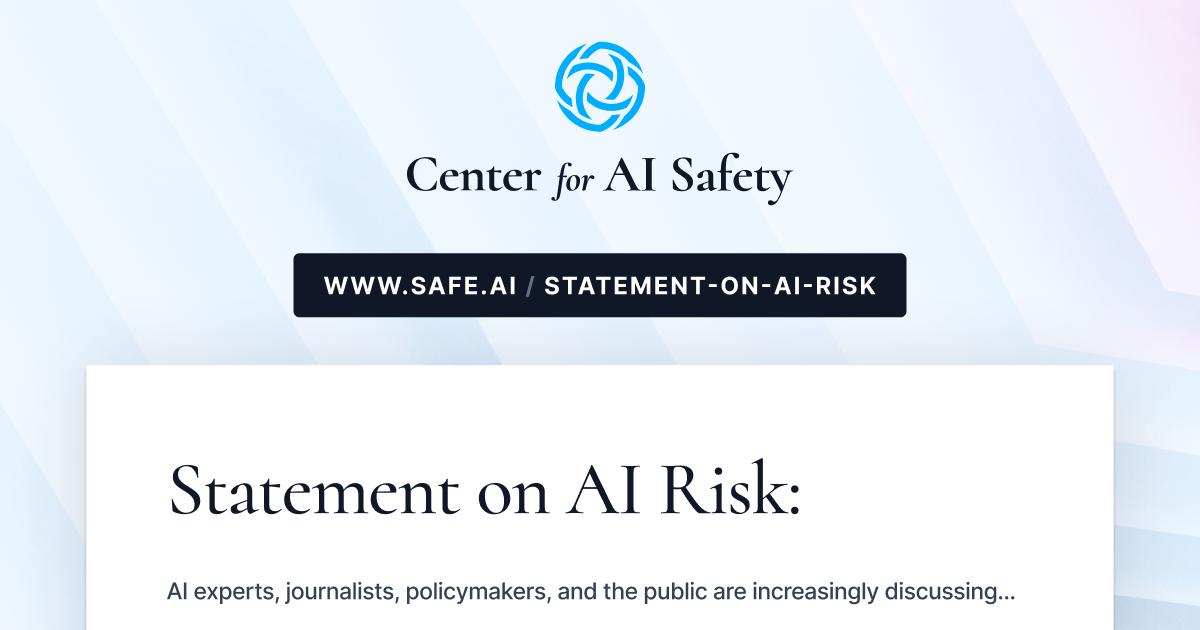 Center for AI Safety
WWW.SAFE.AI / STATEMENT-ON-AI-RISK
Statement on AI Risk:
AI experts, journalists, policymakers, and the public are increasingly discussing...